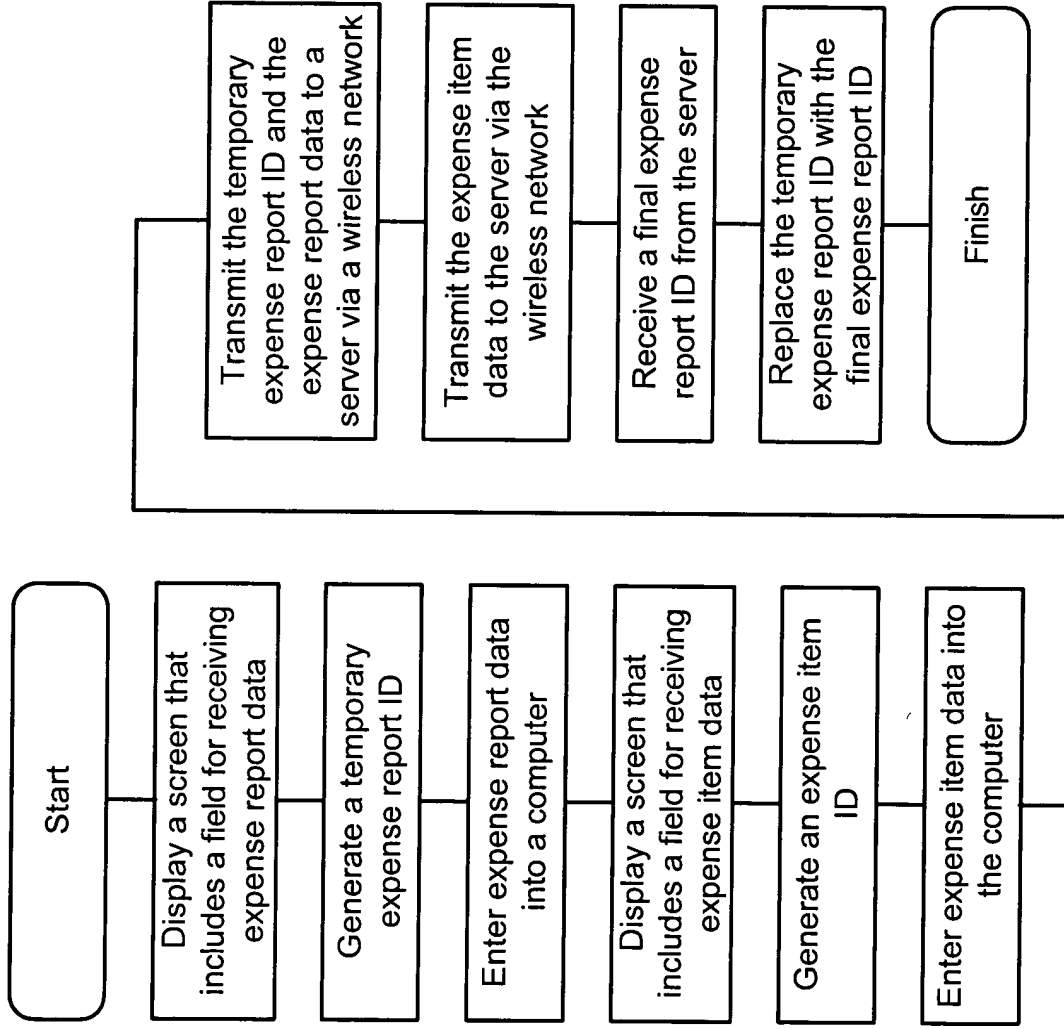 Start
Display a screen that
includes a field for receiving
expense report data
Generate a temporary
expense report ID
Enter expense report data
into a computer
Display a screen that
includes a field for receiving
expense item data
Generate an expense item
ID
Enter expense item data into
the computer
Transmit the temporary
expense report ID and the
expense report data to a
server via a wireless network
Transmit the expense item
data to the server via the
wireless network
Receive a final expense
report ID from the server
Replace the temporary
expense report ID with the
final expense report ID
Finish